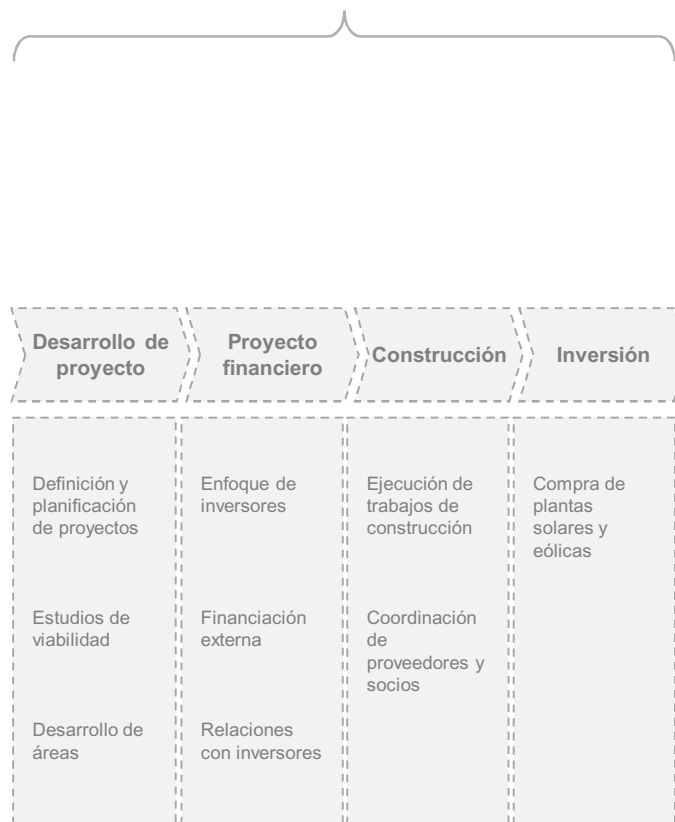 Desarrollo de
proyecto
Proyecto
financiero
Construcción
Inversión
Definición y
planificación
de proyectos
Estudios de
viabilidad
Desarrollo de
áreas
Enfoque de
inversores
Financiación
externa
Relaciones
con inversores
Ejecución de
trabajos de
construcción
Coordinación
de
proveedores y
socios
Compra de
plantas
solares y
eólicas